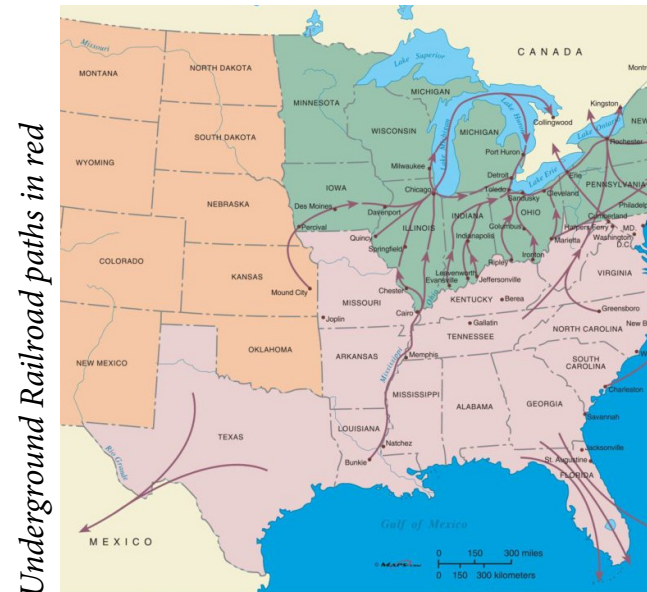 Underground Railroad paths in red
CANADA
Missouri
Lake Superior
MONTANA
NORTH DAKOTA
MINNESOTA
MICHIGAN
Montr
Kingston
Collingwood
Lake Huron
Lake Ontario
NEW
WISCONSIN
MICHIGAN
Lake Michigan
SOUTH DAKOTA
Rochester
Port Huron
WYOMING
Milwaukee
Detroit
Lake Erie
Erie
Chicago
Toledo
Sandusky
Cleveland
PENNSYLVANIA
IOWA
Des Moines
Davenport
NEBRASKA
Percival
INDIANA
OHIO
Philadelp
ILLINOIS
Columbus
Cumberland
Quincy
Indianapolis
Harpers Ferry
MD.
Springfield
Marietta
Washington
D.C.
COLORADO
Ripley
Ironton
KANSAS
Leavenworth
VIRGINIA
Mound City
Chester
Evansville
Jeffersonville
MISSOURI
Ohio
KENTUCKY
Berea
Joplin
Cairo
Greensboro
Gallatin
NORTH CAROLINA
New B
OKLAHOMA
TENNESSEE
NEW MEXICO
ARKANSAS
Memphis
SOUTH
CAROLINA
W
Mississippi
Charleston
MISSISSIPPI
ALABAMA
GEORGIA
Savannah
TEXAS
LOUISIANA
Natchez
Bunkie
Jacksonville
St. Augustine
FLORIDA
Rio Grande
MEXICO
Gulf of Mexico
0 150 300 miles
0 150 300 kilometers